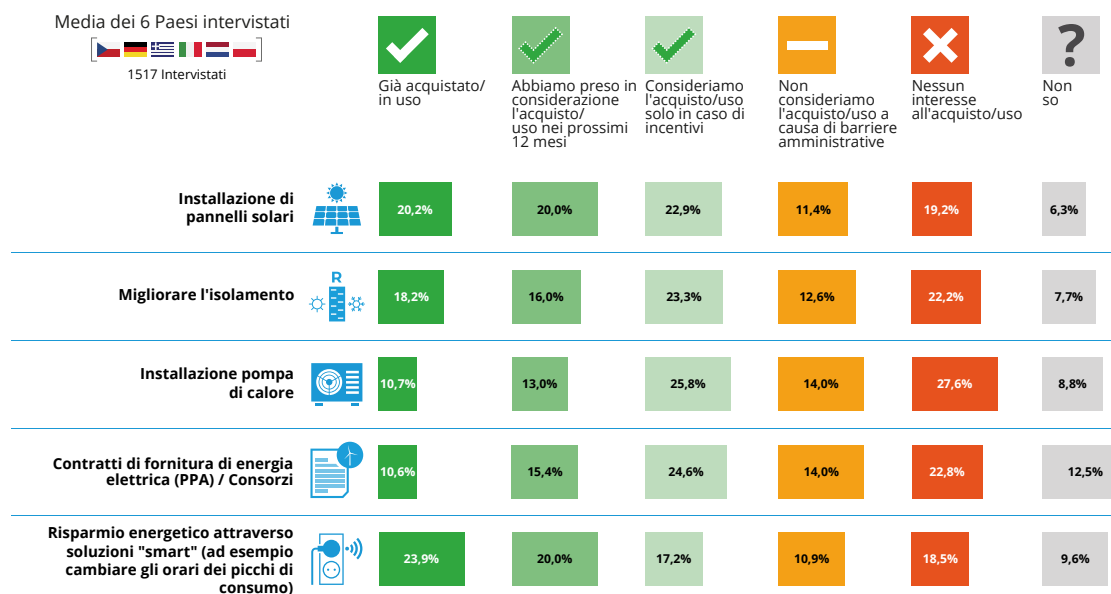 Media dei 6 Paesi intervistati
1517 Intervistati
Già acquistato/
in uso
Abbiamo preso in
considerazione
l'acquisto/
uso nei prossimi
12 mesi
Consideriamo
l'acquisto/uso
solo in caso di
incentivi
Non
consideriamo
l'acquisto/uso a
causa di barriere
amministrative
Nessun
interesse
all'acquisto/uso
?
Non
so
Installazione di
pannelli solari
20,2%
20,0%
22,9%
11,4%
19,2%
6,3%
Migliorare l'isolamento
R
18,2%
16,0%
23,3%
12,6%
22,2%
7,7%
Installazione pompa
di calore
10,7%
13,0%
25,8%
14,0%
27,6%
8,8%
Contratti di fornitura di energia
elettrica (PPA) / Consorzi
10,6%
15,4%
24,6%
14,0%
22,8%
12,5%
Risparmio energetico attraverso
soluzioni "smart" (ad esempio
cambiare gli orari dei picchi di
consumo)
23,9%
20,0%
17,2%
10,9%
18,5%
9,6%